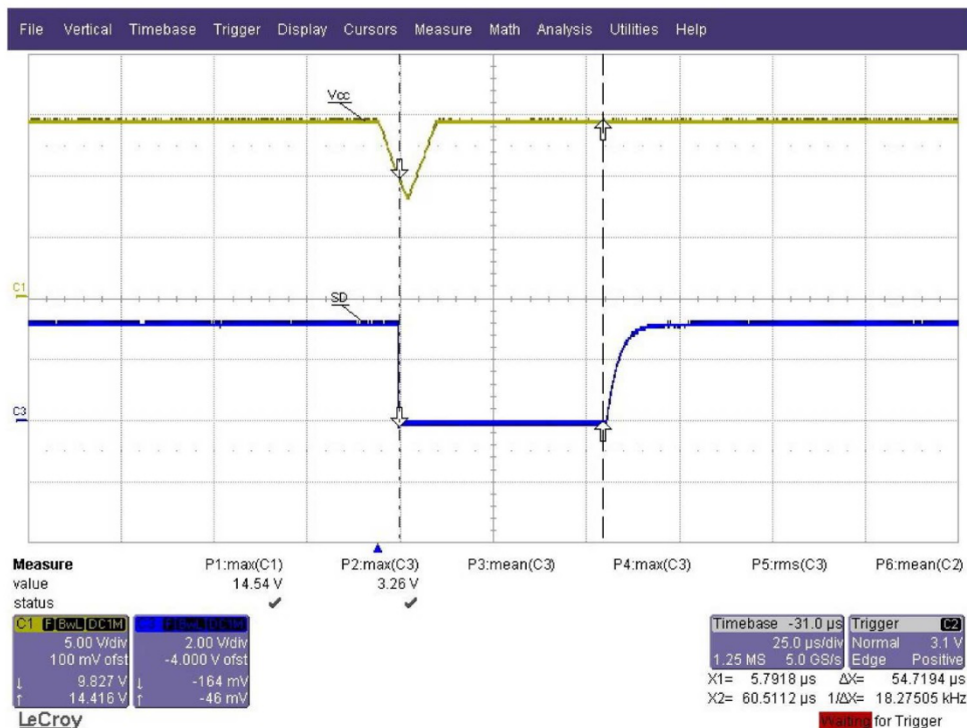 File Vertical Timebase Trigger Display Cursors Measure Math Analysis Utilities Help
Vcc
C1
SD
C3
Measure P1:max(C1) P2:max(C3) P3:mean(C3) P4:max(C3) P5:rms(C3) P6:mean(C2)
value 14.54 V 3.26 V
status
C1 F BwL DC1M
5.00 V/div
100 mV ofst
↓ 9.827 V
↑ 14.416 V
F BwL DC1M
2.00 V/div
-4.000 V ofst
↓ -164 mV
↑ -46 mV
Timebase -31.0 µs
25.0 µs/div
1.25 MS 5.0 GS/s
Trigger C2
Normal 3.1 V
Edge Positive
X1= 5.7918 µs ΔX= 54.7194 µs
X2= 60.5112 µs 1/ΔX= 18.27505 kHz
LeCroy
Waiting for Trigger